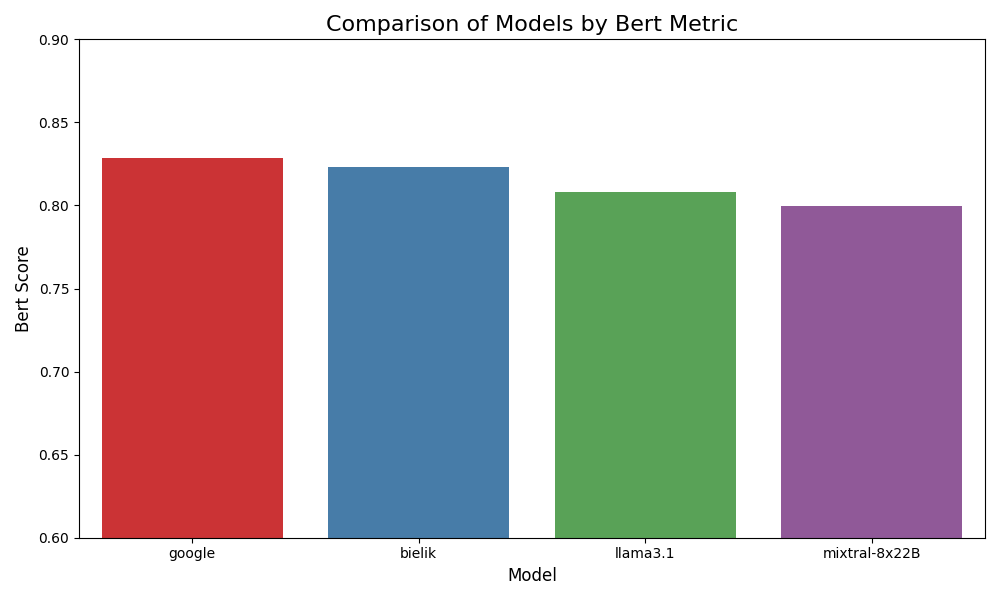 Comparison of Models by Bert Metric
0.90
0.85
0.80
0.75
0.70
0.65
0.60
Bert Score
google
bielik
llama3.1
mixtral-8x22B
Model